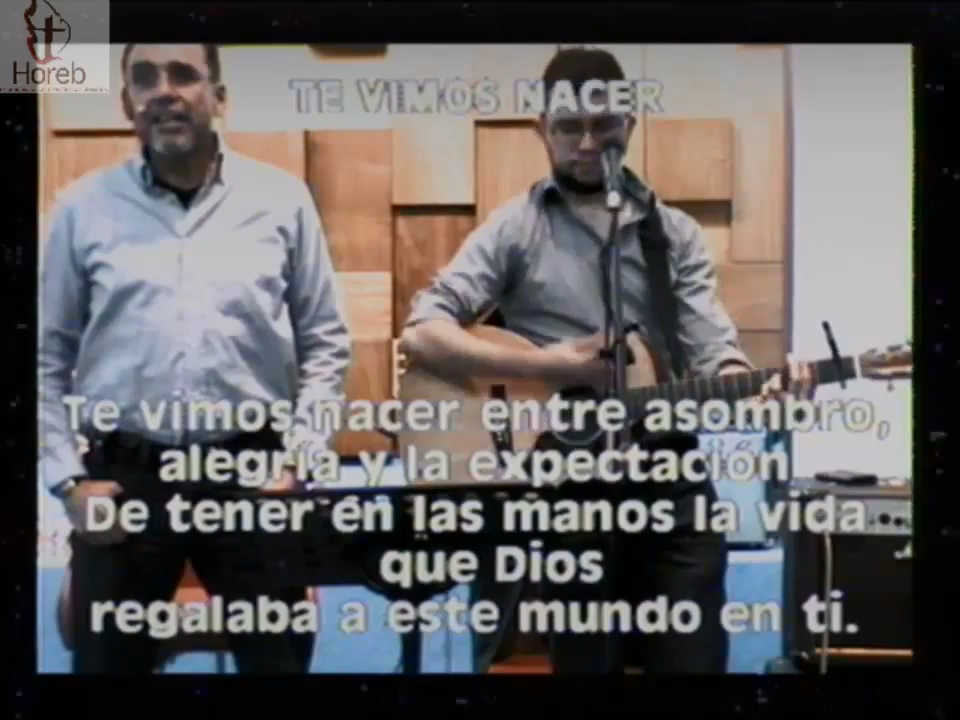 Horeb
TE VIMOS NACER
Te vimos nacer entre asombro,
alegría y la expectación
De tener en las manos la vida
que Dios
regalaba a este mundo en ti.